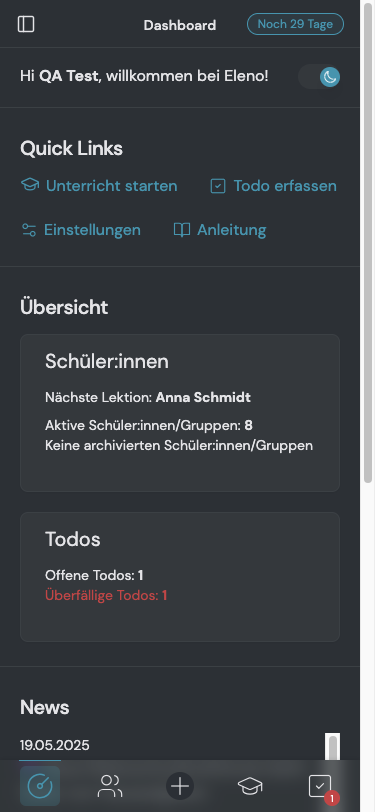 Dashboard
Noch 29 Tage
Hi QA Test, willkommen bei Eleno!
Quick Links
Unterricht starten
Todo erfassen
Einstellungen
Anleitung
Übersicht
Schüler:innen
Nächste Lektion: Anna Schmidt
Aktive Schüler:innen/Gruppen: 8
Keine archivierten Schüler:innen/Gruppen
Todos
Offene Todos: 1
Überfällige Todos: 1
News
19.05.2025
1